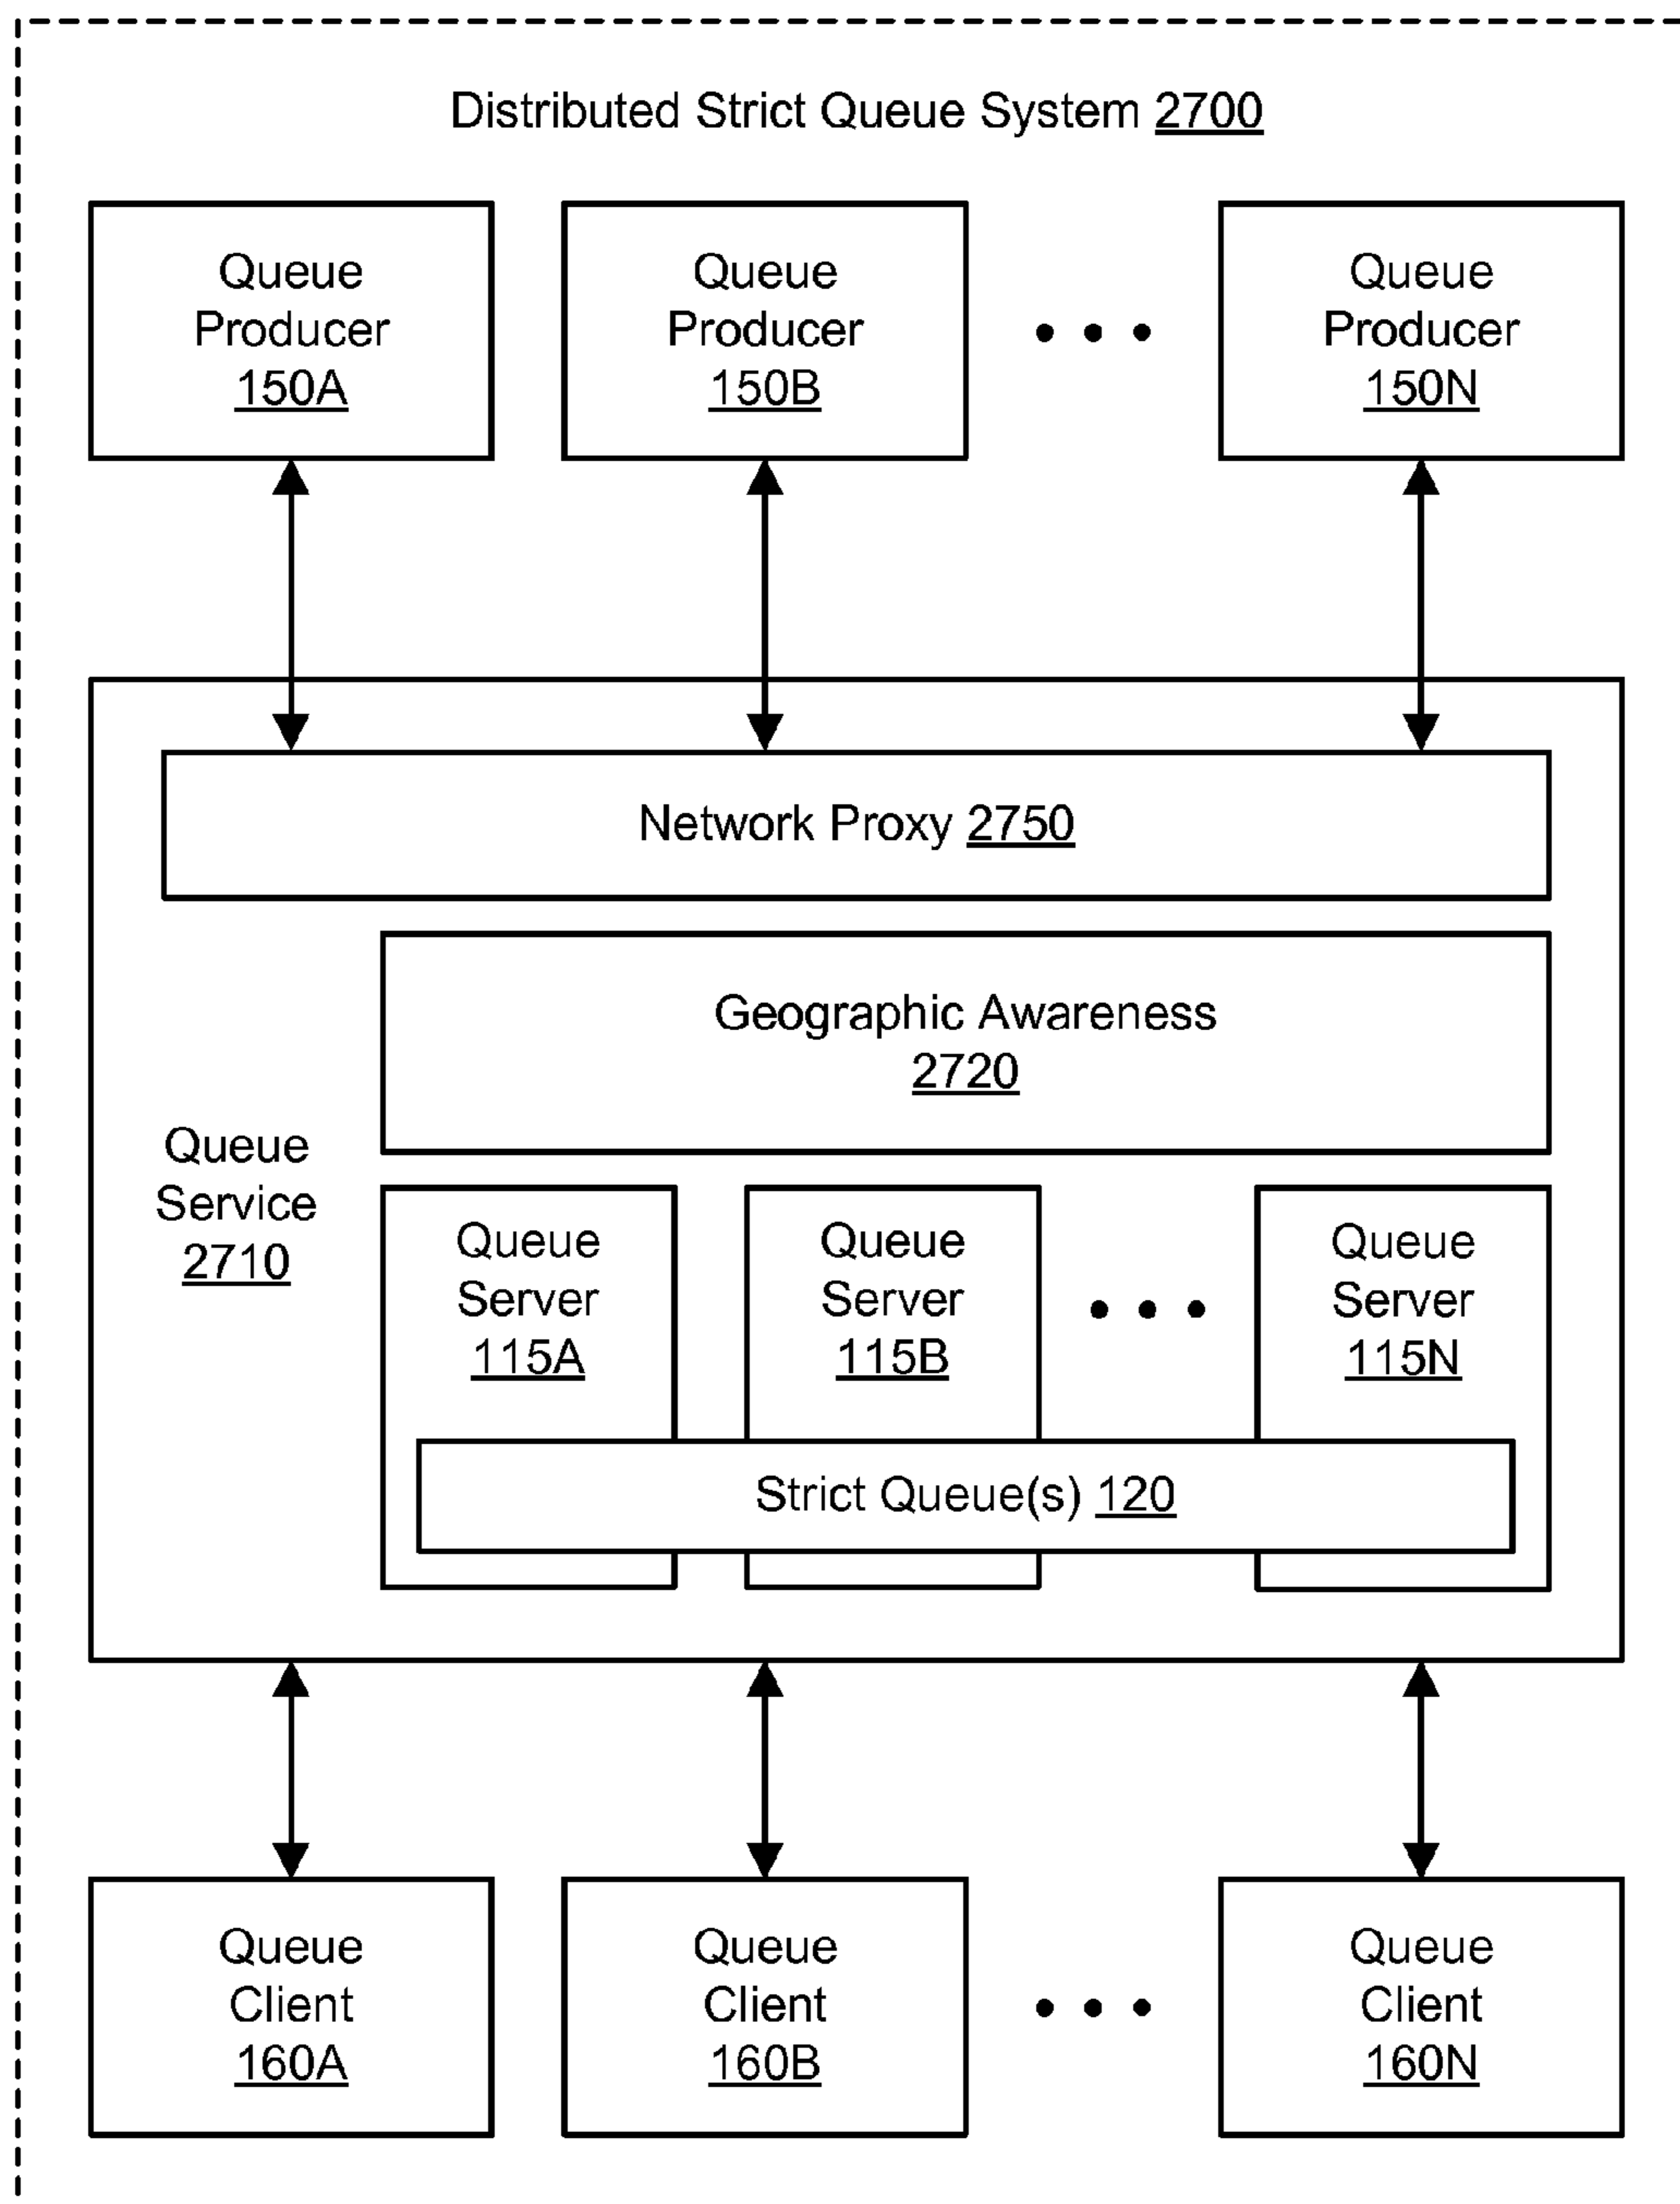 Distributed Strict Queue System 2700
Queue
Producer
150A
Queue
Producer
150B
Queue
Producer
150N
Network Proxy 2750
Geographic Awareness
2720
Queue
Service
2710
Queue
Server
115A
Queue
Server
115B
Queue
Server
115N
Strict Queue(s) 120
Queue
Client
160A
Queue
Client
160B
Queue
Client
160N